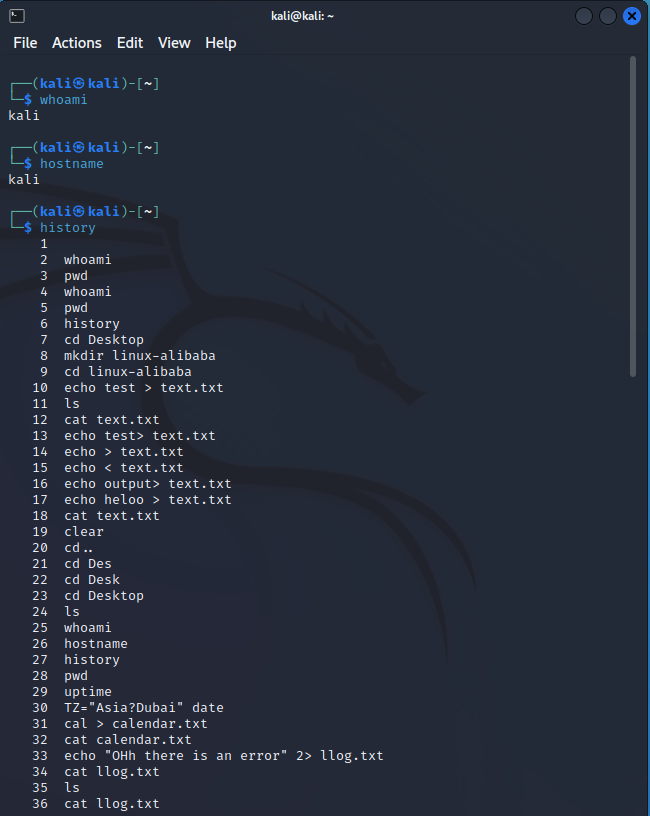 kali@kali: ~
File Actions Edit View Help
┌──(kali㉿kali)-[~]
└─$ whoami
kali
┌──(kali㉿kali)-[~]
└─$ hostname
kali
┌──(kali㉿kali)-[~]
└─$ history
1
2 whoami
3 pwd
4 whoami
5 pwd
6 history
7 cd Desktop
8 mkdir linux-alibaba
9 cd linux-alibaba
10 echo test > text.txt
11 ls
12 cat text.txt
13 echo test> text.txt
14 echo > text.txt
15 echo < text.txt
16 echo output> text.txt
17 echo heloo > text.txt
18 cat text.txt
19 clear
20 cd..
21 cd Des
22 cd Desk
23 cd Desktop
24 ls
25 whoami
26 hostname
27 history
28 pwd
29 uptime
30 TZ="Asia?Dubai" date
31 cal > calendar.txt
32 cat calendar.txt
33 echo "OHh there is an error" 2> llog.txt
34 cat llog.txt
35 ls
36 cat llog.txt